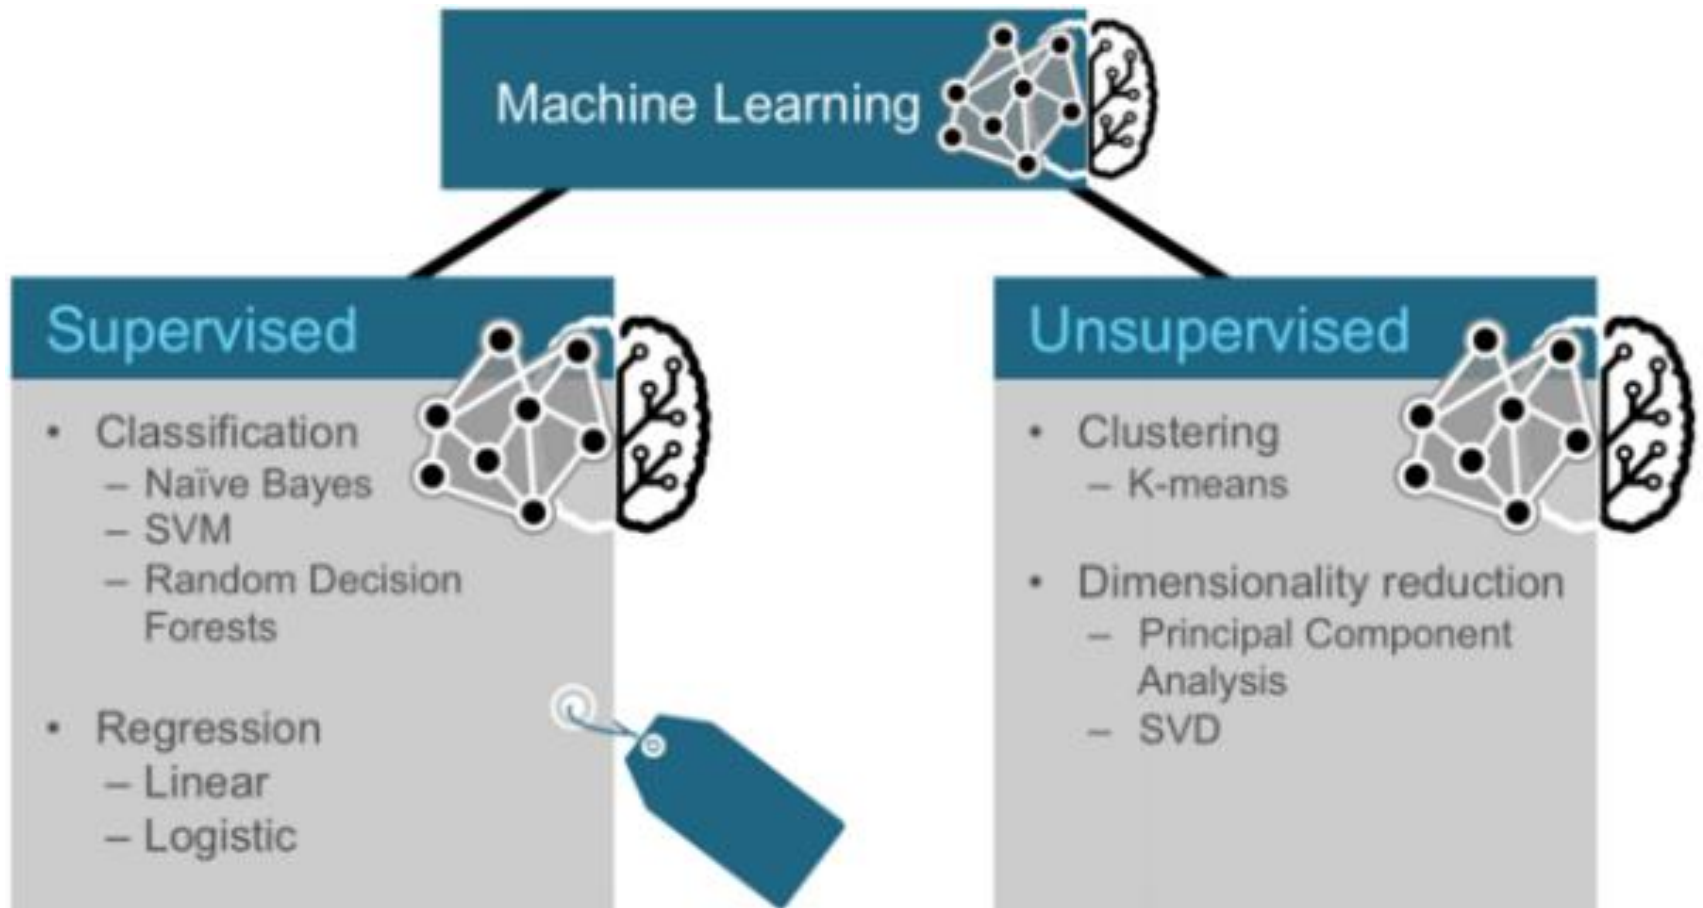 Machine Learning
Supervised
• Classification
– Naïve Bayes
– SVM
– Random Decision
Forests
• Regression
– Linear
– Logistic
Unsupervised
• Clustering
– K-means
• Dimensionality reduction
– Principal Component
Analysis
– SVD